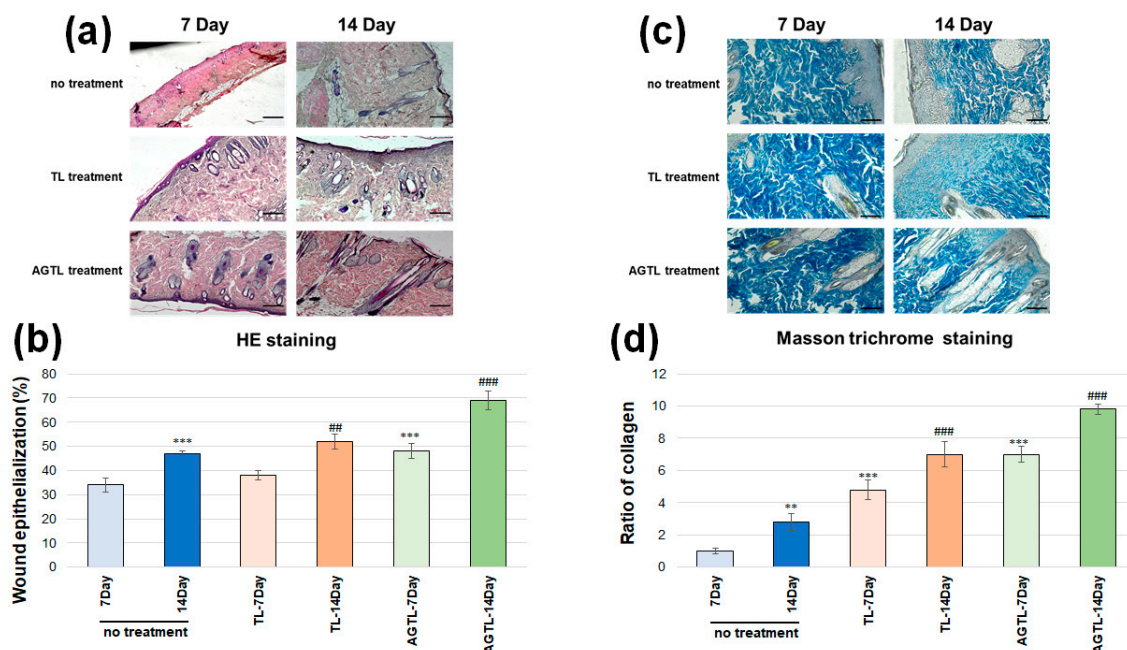 (a)
7 Day 14 Day
no treatment
TL treatment
AGTL treatment
HE staining
(c)
7 Day 14 Day
no treatment
TL treatment
AGTL treatment
Masson trichrome staining
(b)
Wound epithelialization (%)
80
70
60
50
40
30
20
10
0
***
##
***
###
7Day
14Day
TL-7Day
TL-14Day
AGTL-7Day
AGTL-14Day
no treatment
(d)
Ratio of collagen
12
10
8
6
4
2
0
**
***
###
***
###
7Day
14Day
TL-7Day
TL-14Day
AGTL-7Day
AGTL-14Day
no treatment